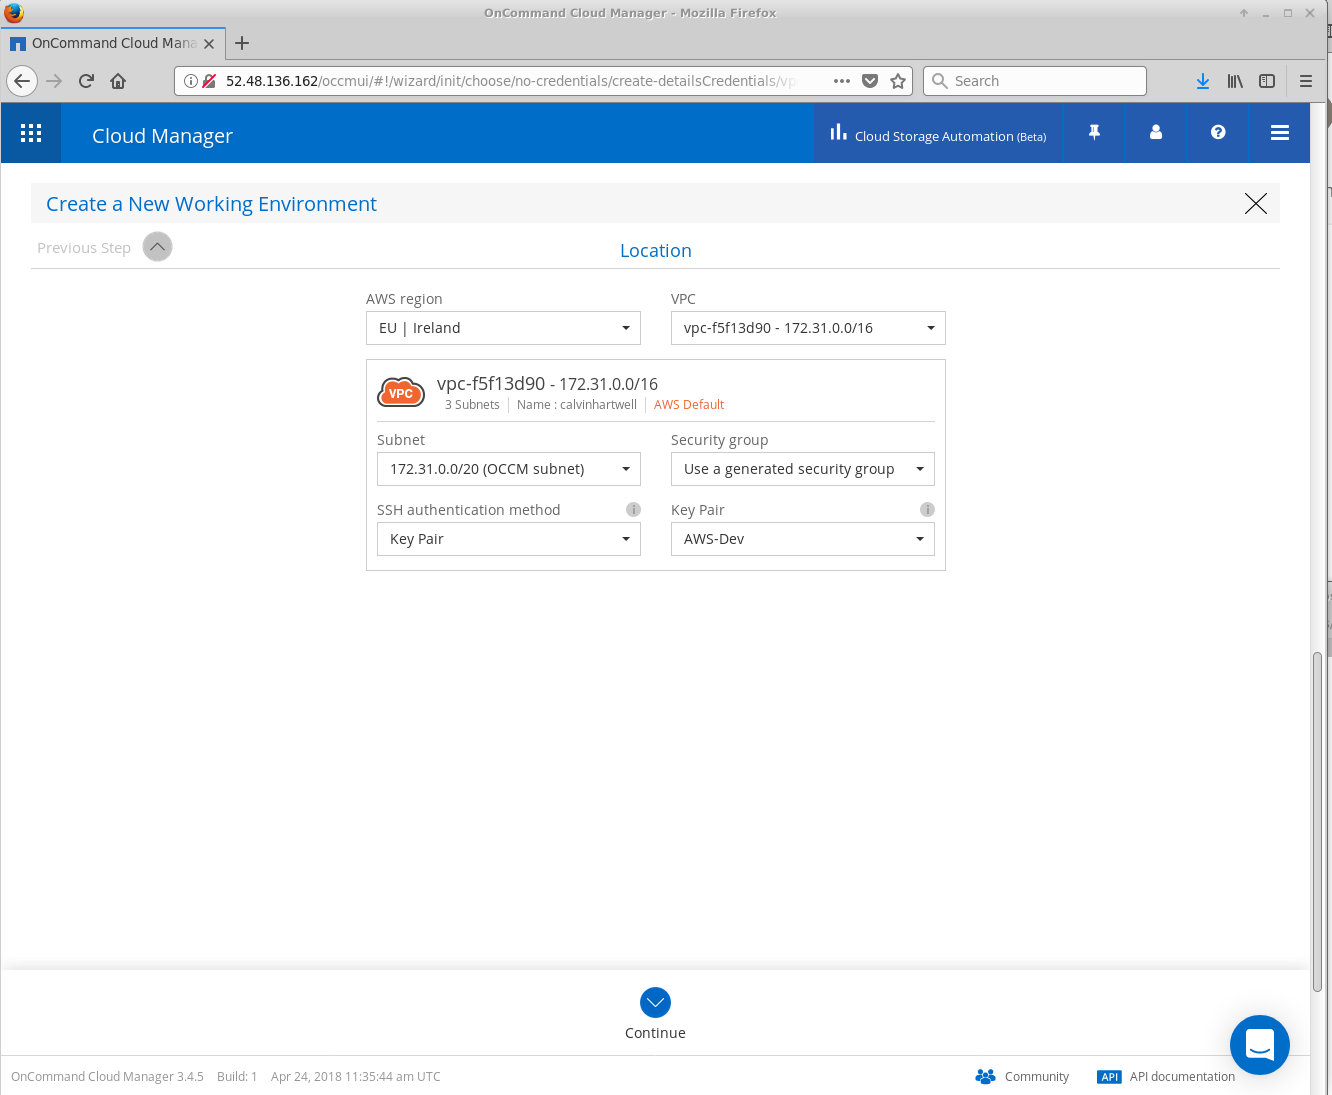 OnCommand Cloud Manager - Mozilla Firefox
OnCommand Cloud Mana
52.48.136.162/occmui/#!/wizard/init/choose/no-credentials/create-detailsCredentials/vp
Search
Cloud Manager
Cloud Storage Automation (Beta)
Create a New Working Environment
Previous Step
Location
AWS region
VPC
EU | Ireland
vpc-f5f13d90 - 172.31.0.0/16
VPC
vpc-f5f13d90 - 172.31.0.0/16
3 Subnets
Name : calvinhartwell
AWS Default
Subnet
Security group
172.31.0.0/20 (OCCM subnet)
Use a generated security group
SSH authentication method
Key Pair
Key Pair
AWS-Dev
Continue
OnCommand Cloud Manager 3.4.5 Build: 1 Apr 24, 2018 11:35:44 am UTC
Community
API
API documentation